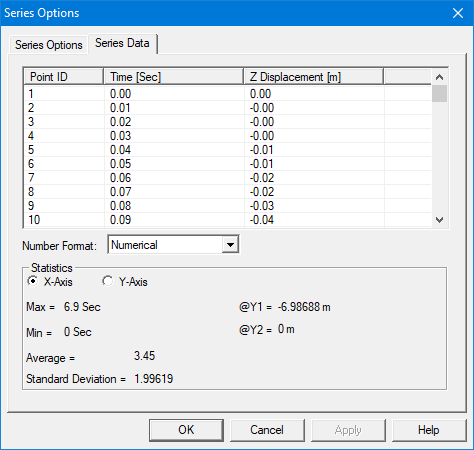 Series Options
Series Options Series Data
Point ID Time [Sec] Z Displacement [m]
1 0.00 0.00
2 0.01 -0.00
3 0.02 -0.00
4 0.03 -0.00
5 0.04 -0.01
6 0.05 -0.01
7 0.06 -0.02
8 0.07 -0.02
9 0.08 -0.03
10 0.09 -0.04
Number Format: Numerical
Statistics
X-Axis Y-Axis
Max = 6.9 Sec @Y1 = -6.98688 m
Min = 0 Sec @Y2 = 0 m
Average = 3.45
Standard Deviation = 1.99619
OK Cancel Apply Help